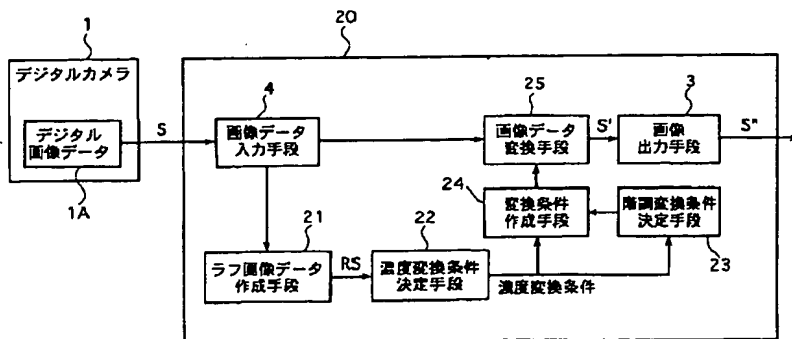 1
20
デジタルカメラ
デジタル
画像データ
1A
S
4
画像データ
入力手段
25
画像データ
変換手段
S'
3
画像
出力手段
S"
24
変換条件
作成手段
階調変換条件
決定手段
23
21
ラフ画像データ
作成手段
RS
22
濃度変換条件
決定手段
濃度変換条件